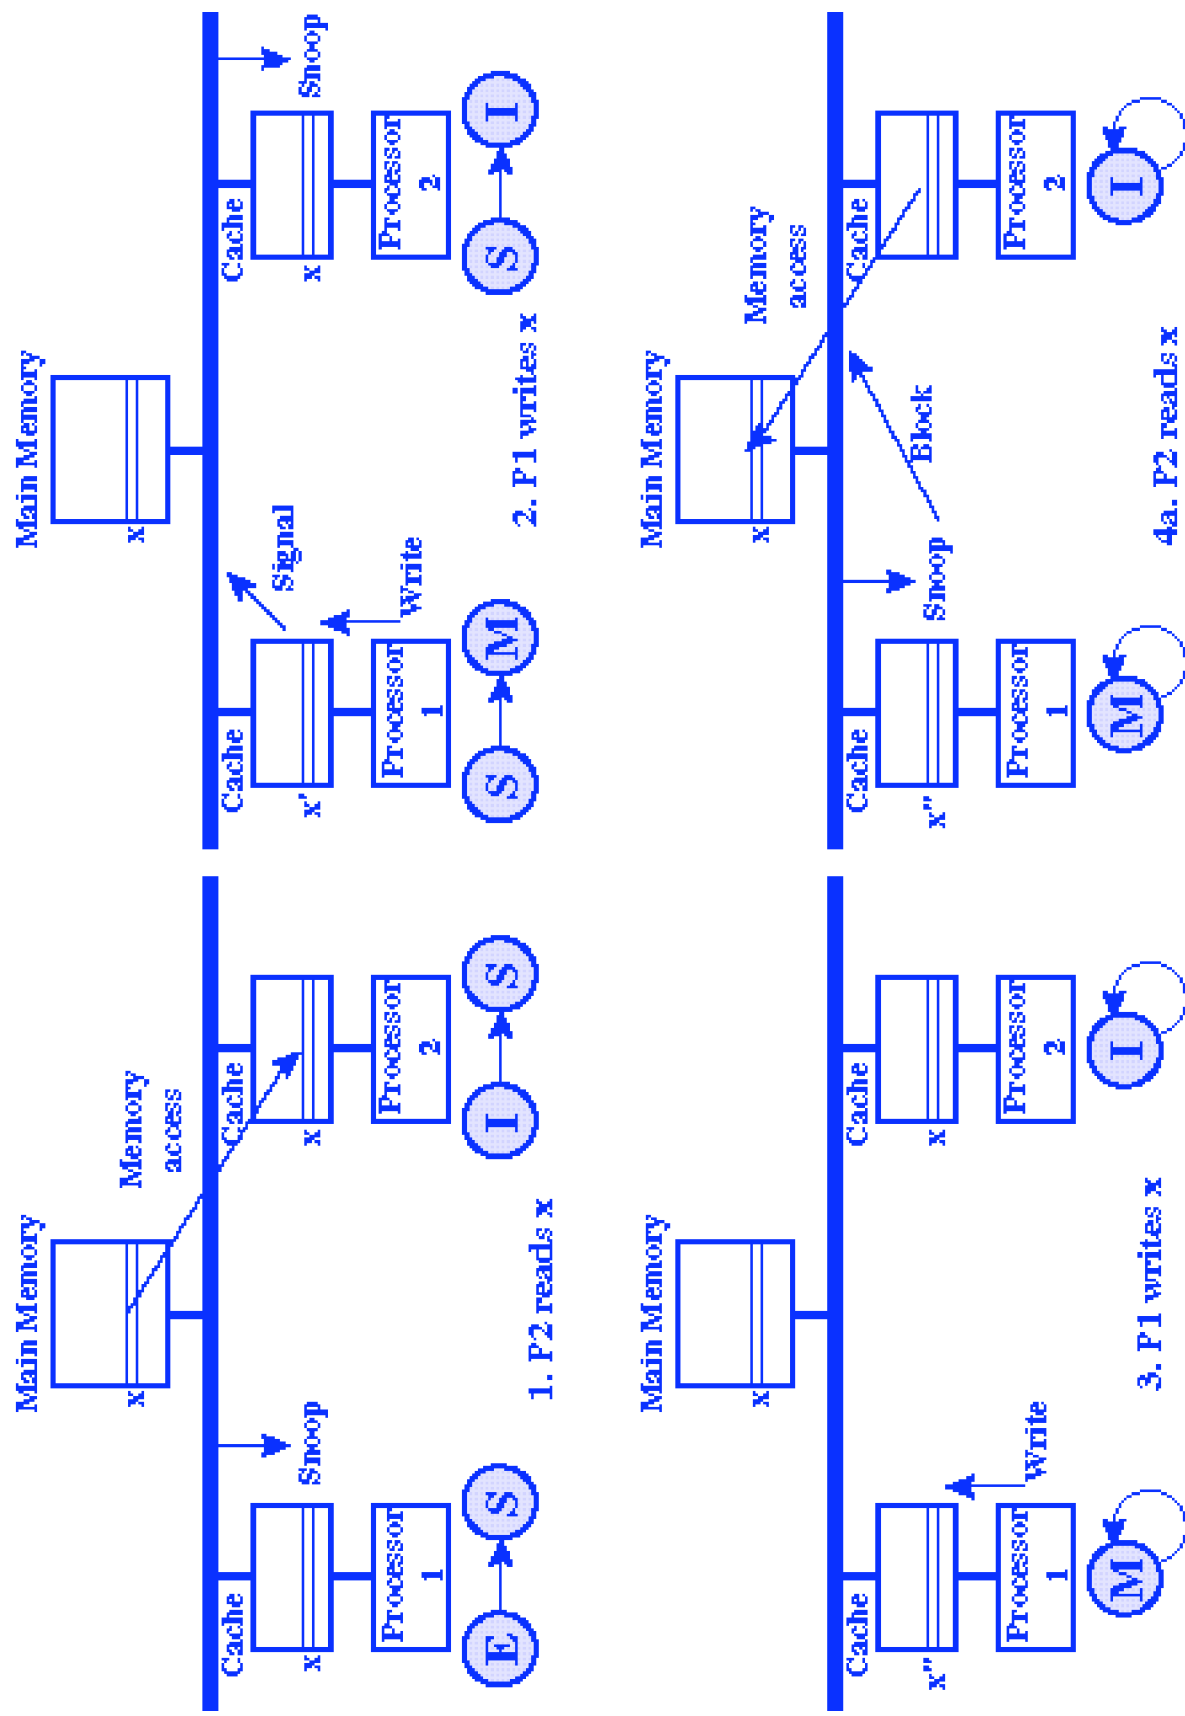 Main Memory
x
Memory
access
Snoop
Cache
x
Processor
1
E
S
Cache
x
Processor
2
I
S
1. P2 reads x
Main Memory
x
Signal
Snoop
Cache
x'
Write
Processor
1
S
M
Cache
x
Processor
2
S
I
2. P1 writes x
Main Memory
x
Cache
x"
Write
Processor
1
M
Cache
x
Processor
2
I
3. P1 writes x
Main Memory
x
Memory
access
Snoop
Block
Cache
x"
Processor
1
M
Cache
Processor
2
I
4a. P2 reads x